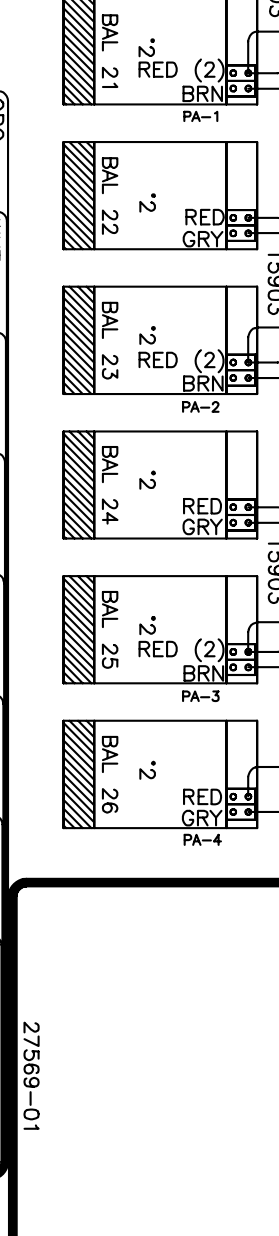 BAL 21
*2
RED (2)
BRN
PA-1
BAL 22
*2
RED
GRY
15903
BAL 23
*2
RED (2)
BRN
PA-2
BAL 24
*2
RED
GRY
15903
BAL 25
*2
RED (2)
BRN
PA-3
BAL 26
*2
RED
GRY
PA-4
27569-01